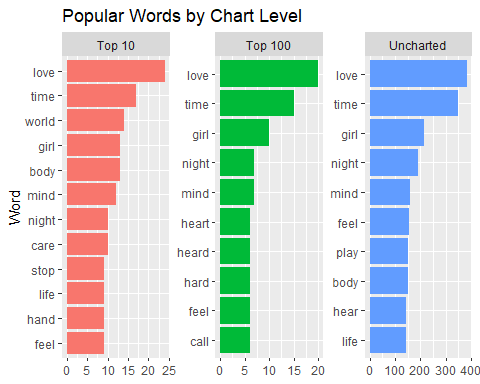 Popular Words by Chart Level
Top 10
love
time
world
girl
body
mind
night
care
stop
life
hand
feel
0 5 10 15 20 25
Top 100
love
time
girl
night
mind
heart
heard
hard
feel
call
0 5 10 15 20
Uncharted
love
time
girl
night
mind
feel
play
body
hear
life
0 100 200 300 400
Word